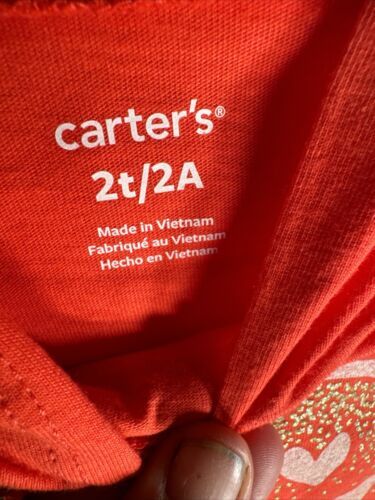 carter's®
2t/2A
Made in Vietnam
Fabriqué au Vietnam
Hecho en Vietnam